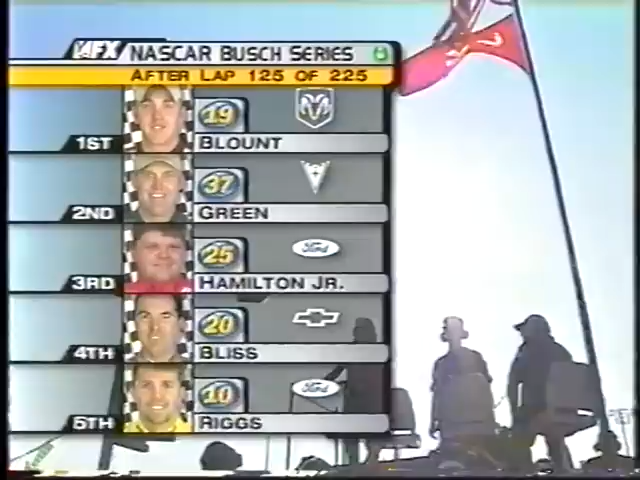 FX NASCAR BUSCH SERIES
AFTER LAP 125 OF 225
19
1ST BLOUNT
37
2ND GREEN
25 Ford
3RD HAMILTON JR.
20
4TH BLISS
10 Ford
5TH RIGGS